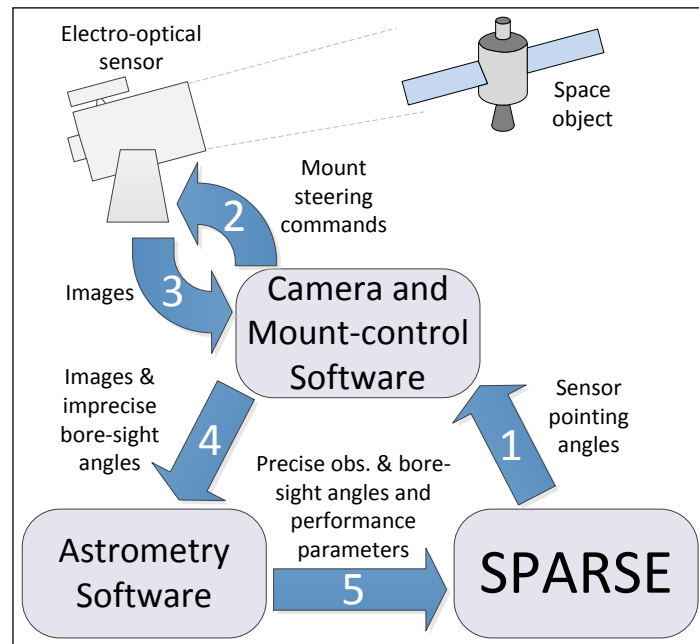 Electro-optical
sensor
Space
object
Mount
steering
commands
2
3
Images
Camera and
Mount-control
Software
Images &
imprecise
bore-sight
angles
4
Sensor
pointing
angles
1
Precise obs. & bore-
sight angles and
performance
parameters
Astrometry
Software
5
SPARSE